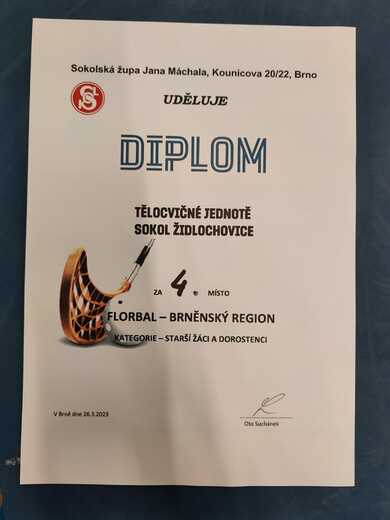 Sokolská župa Jana Máchala, Kounicova 20/22, Brno
UDĚLUJE
DIPLOM
TĚLOCVIČNÉ JEDNOTĚ
SOKOL ŽIDLOCHOVICE
ZA 4. MÍSTO
FLORBAL – BRNĚNSKÝ REGION
KATEGORIE – STARŠÍ ŽÁCI A DOROSTENCI
V Brně dne 26.3.2023
Oto Suchánek